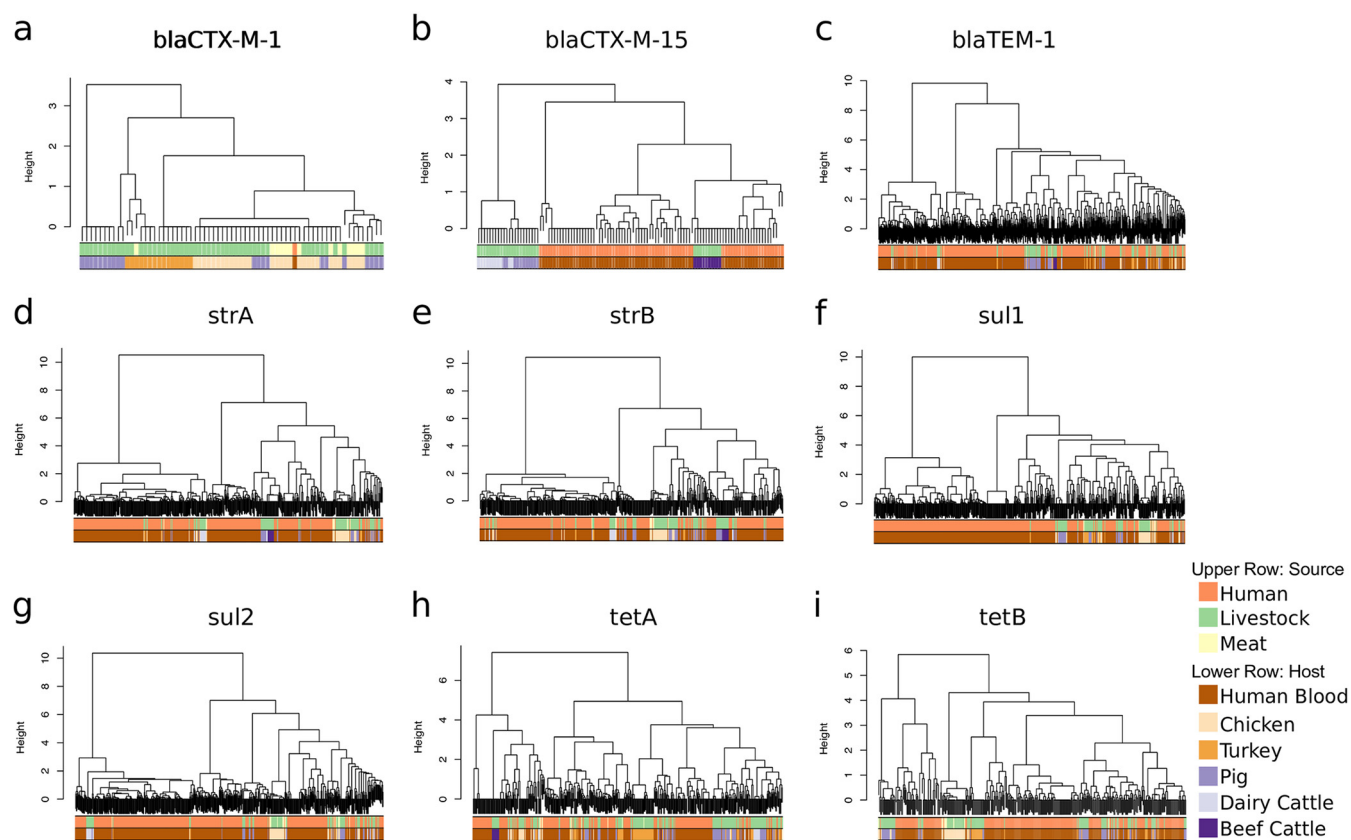 a
blaCTX-M-1
b
blaCTX-M-15
c
blaTEM-1
Height
0 1 2 3
Height
0 1 2 3 4
Height
0 2 4 6 8 10
d
strA
e
strB
f
sul1
Height
0 2 4 6 8 10
Height
0 2 4 6 8 10
Height
0 2 4 6 8 10
g
sul2
h
tetA
i
tetB
Height
0 2 4 6 8 10
Height
0 2 4 6
Height
0 1 2 3 4 5 6
Upper Row: Source
Human
Livestock
Meat
Lower Row: Host
Human Blood
Chicken
Turkey
Pig
Dairy Cattle
Beef Cattle